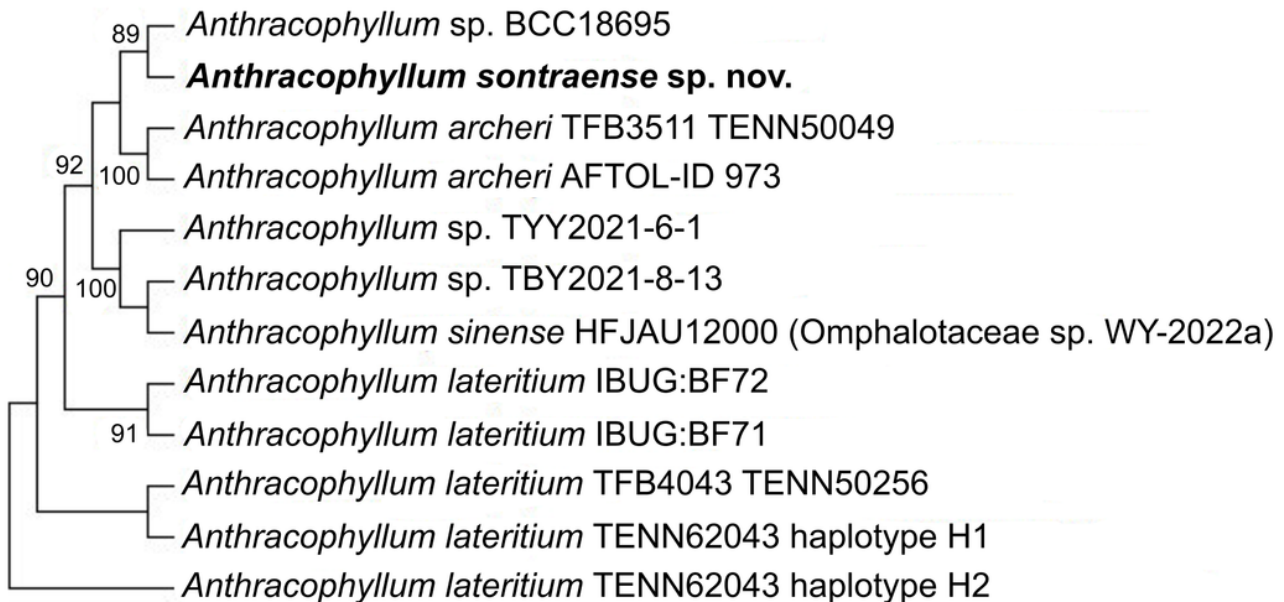 89
Anthracophyllum sp. BCC18695
Anthracophyllum sontraense sp. nov.
Anthracophyllum archeri TFB3511 TENN50049
92
100
Anthracophyllum archeri AFTOL-ID 973
Anthracophyllum sp. TYY2021-6-1
90
100
Anthracophyllum sp. TBY2021-8-13
Anthracophyllum sinense HFJAU12000 (Omphalotaceae sp. WY-2022a)
Anthracophyllum lateritium IBUG:BF72
91
Anthracophyllum lateritium IBUG:BF71
Anthracophyllum lateritium TFB4043 TENN50256
Anthracophyllum lateritium TENN62043 haplotype H1
Anthracophyllum lateritium TENN62043 haplotype H2